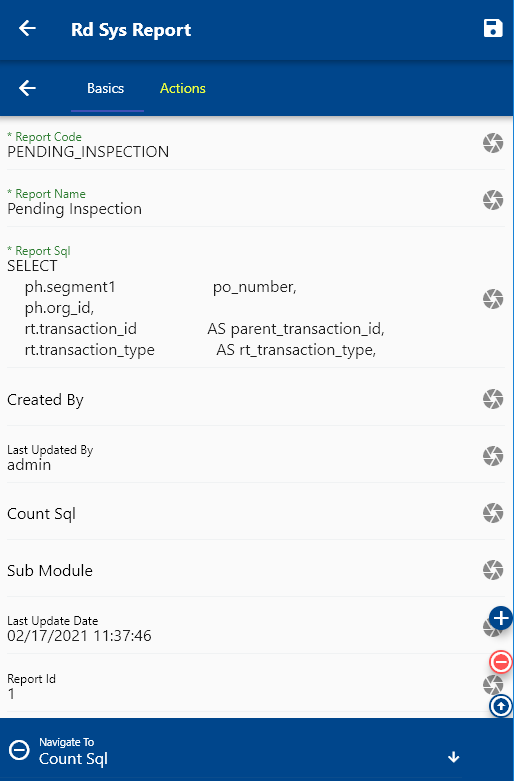 Rd Sys Report
Basics Actions
* Report Code
PENDING_INSPECTION
* Report Name
Pending Inspection
* Report Sql
SELECT
ph.segment1 po_number,
ph.org_id,
rt.transaction_id AS parent_transaction_id,
rt.transaction_type AS rt_transaction_type,
Created By
Last Updated By
admin
Count Sql
Sub Module
Last Update Date
02/17/2021 11:37:46
Report Id
1
Navigate To
Count Sql